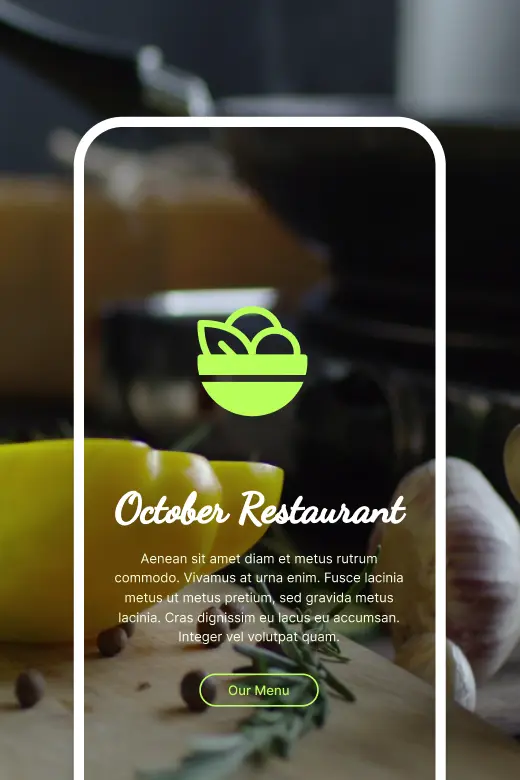 October Restaurant
Aenean sit amet diam et metus rutrum
commodo. Vivamus at urna enim. Fusce lacinia
metus ut metus pretium, sed gravida metus
lacinia. Cras dignissim eu lacus eu accumsan.
Integer vel volutpat quam.
Our Menu